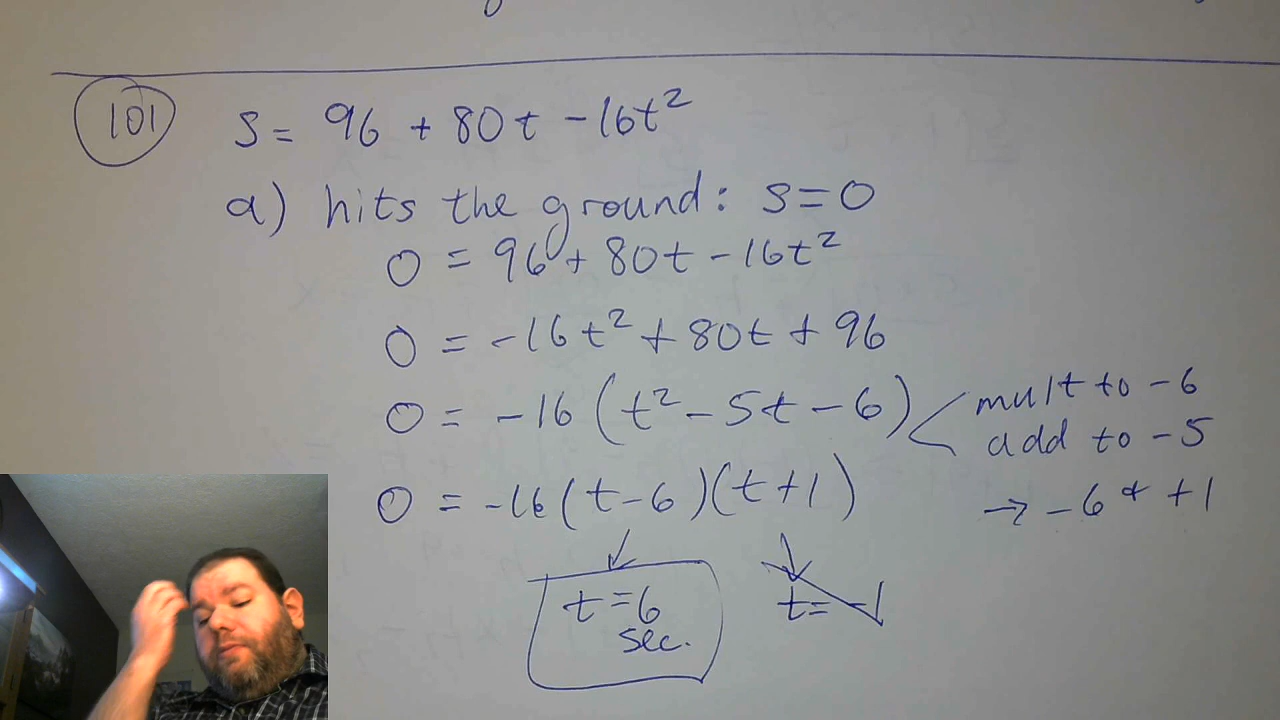 101 s = 96 + 80t - 16t²
a) hits the ground: s = 0
0 = 96 + 80t - 16t²
0 = -16t² + 80t + 96
0 = -16(t² - 5t - 6) mult to -6
add to -5
0 = -16(t-6)(t+1) → -6 & +1
t = 6 t = -1
sec.